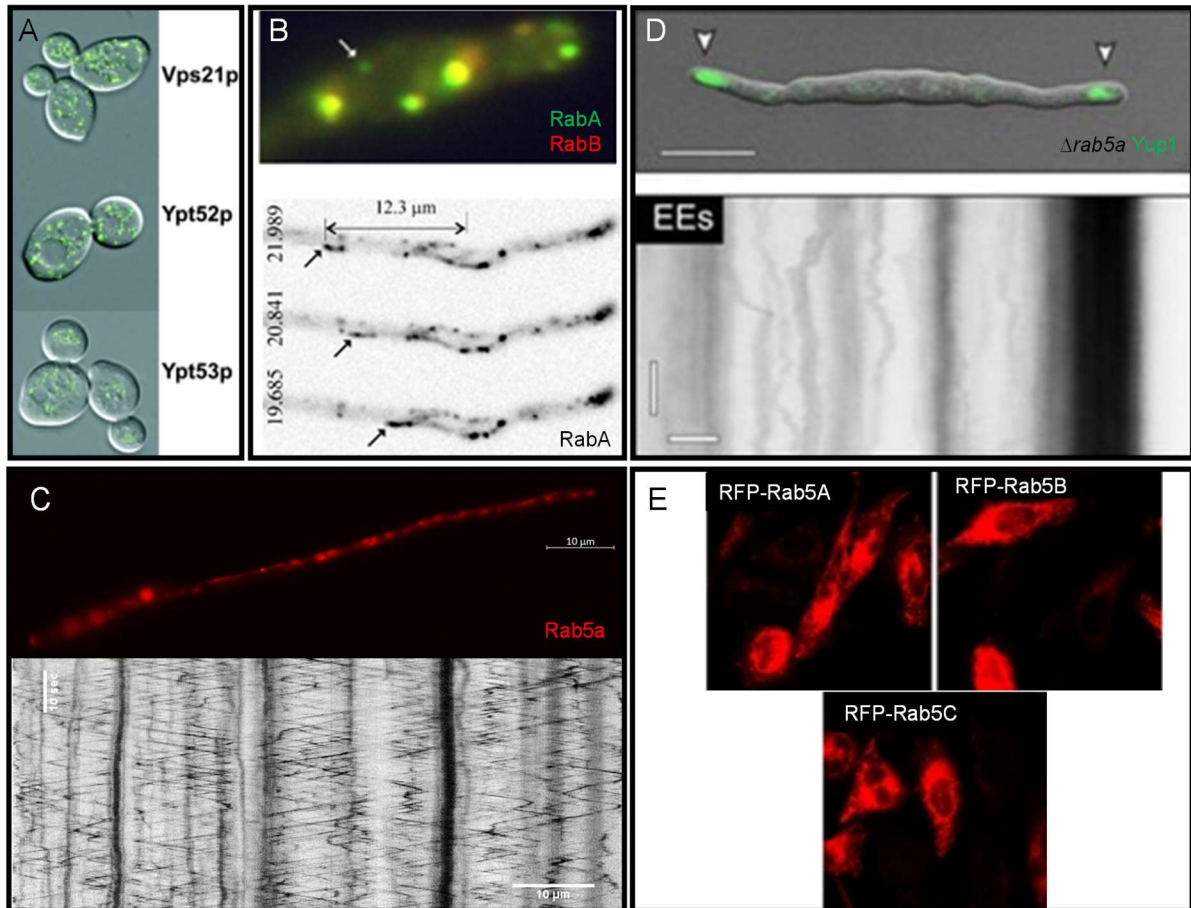 A
Vps21p
Ypt52p
Ypt53p
B
RabA
RabB
12.3 µm
21.989
20.841
19.685
RabA
C
10 µm
Rab5a
10 sec
10 µm
D
Δrab5a Yup1
EEs
E
RFP-Rab5A
RFP-Rab5B
RFP-Rab5C